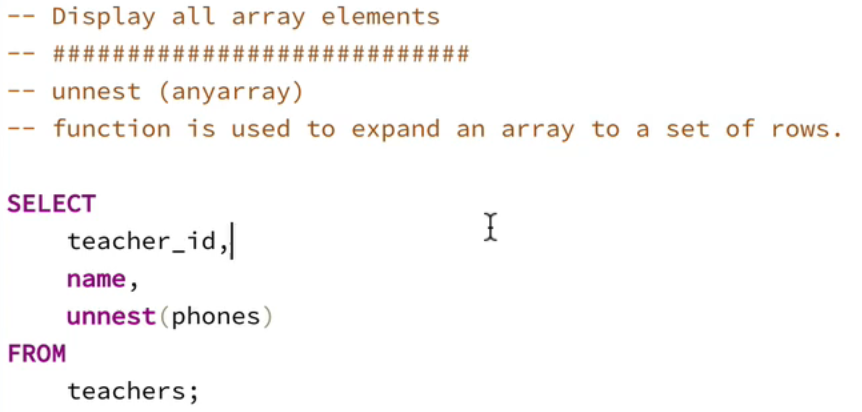 -- Display all array elements
-- ############################
-- unnest (anyarray)
-- function is used to expand an array to a set of rows.
SELECT
teacher_id,
name,
unnest(phones)
FROM
teachers;